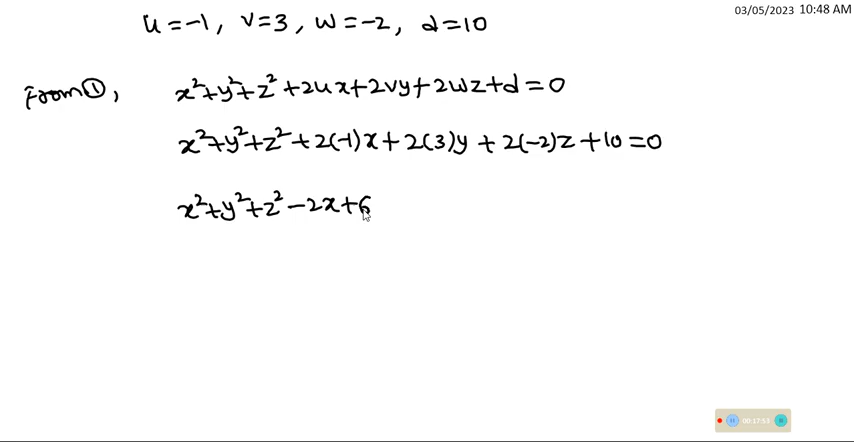 03/05/2023 10:48 AM
u = -1, v = 3, w = -2, d = 10
From ①, x²+y²+z²+2ux+2vy+2wz+d=0
x²+y²+z²+2(-1)x+2(3)y+2(-2)z+10=0
x²+y²+z²-2x+6
00:17:53